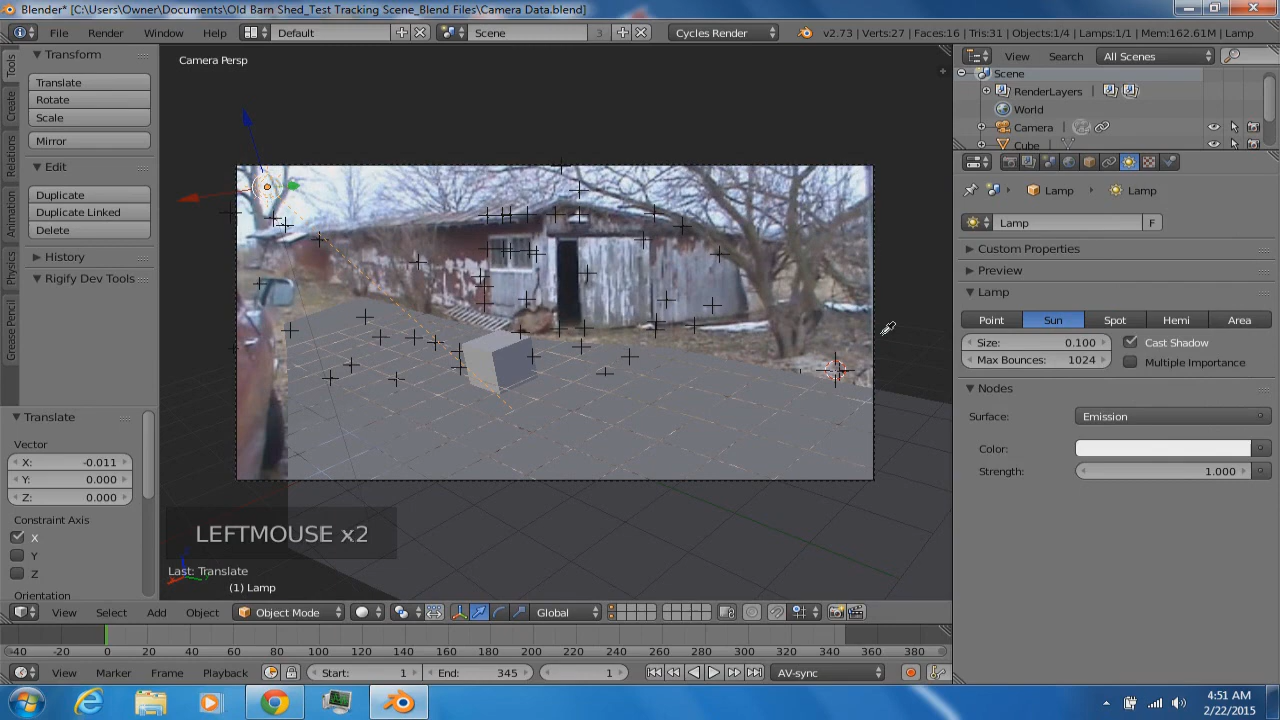 Blender* [C:\Users\Owner\Documents\Old Barn Shed_Test Tracking Scene_Blend Files\Camera Data.blend]
File Render Window Help Default Scene 3 Cycles Render v2.73 | Verts:27 | Faces:16 | Tris:31 | Objects:1/4 | Lamps:1/1 | Mem:162.61M | Lamp
Tools
Create
Relations
Animation
Physics
Grease Pencil
Transform
Translate
Rotate
Scale
Mirror
Edit
Duplicate
Duplicate Linked
Delete
History
Rigify Dev Tools
Translate
Vector
X: -0.011
Y: 0.000
Z: 0.000
Constraint Axis
X
Y
Z
Orientation
Camera Persp
LEFTMOUSE x2
Last: Translate
(1) Lamp
View Search All Scenes
Scene
RenderLayers
World
Camera
Cube
Lamp Lamp
Lamp F
Custom Properties
Preview
Lamp
Point Sun Spot Hemi Area
Size: 0.100 Cast Shadow
Max Bounces: 1024 Multiple Importance
Nodes
Surface: Emission
Color:
Strength: 1.000
View Select Add Object Object Mode Global
-40 -20 0 20 40 60 80 100 120 140 160 180 200 220 240 260 280 300 320 340 360 380
View Marker Frame Playback Start: 1 End: 345 1 AV-sync
4:51 AM
2/22/2015